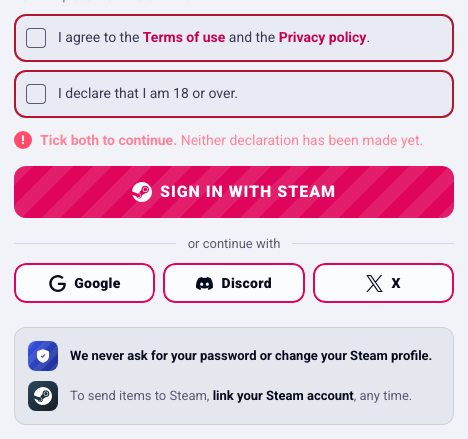 I agree to the Terms of use and the Privacy policy.
I declare that I am 18 or over.
! Tick both to continue. Neither declaration has been made yet.
SIGN IN WITH STEAM
or continue with
Google
Discord
X
We never ask for your password or change your Steam profile.
To send items to Steam, link your Steam account, any time.